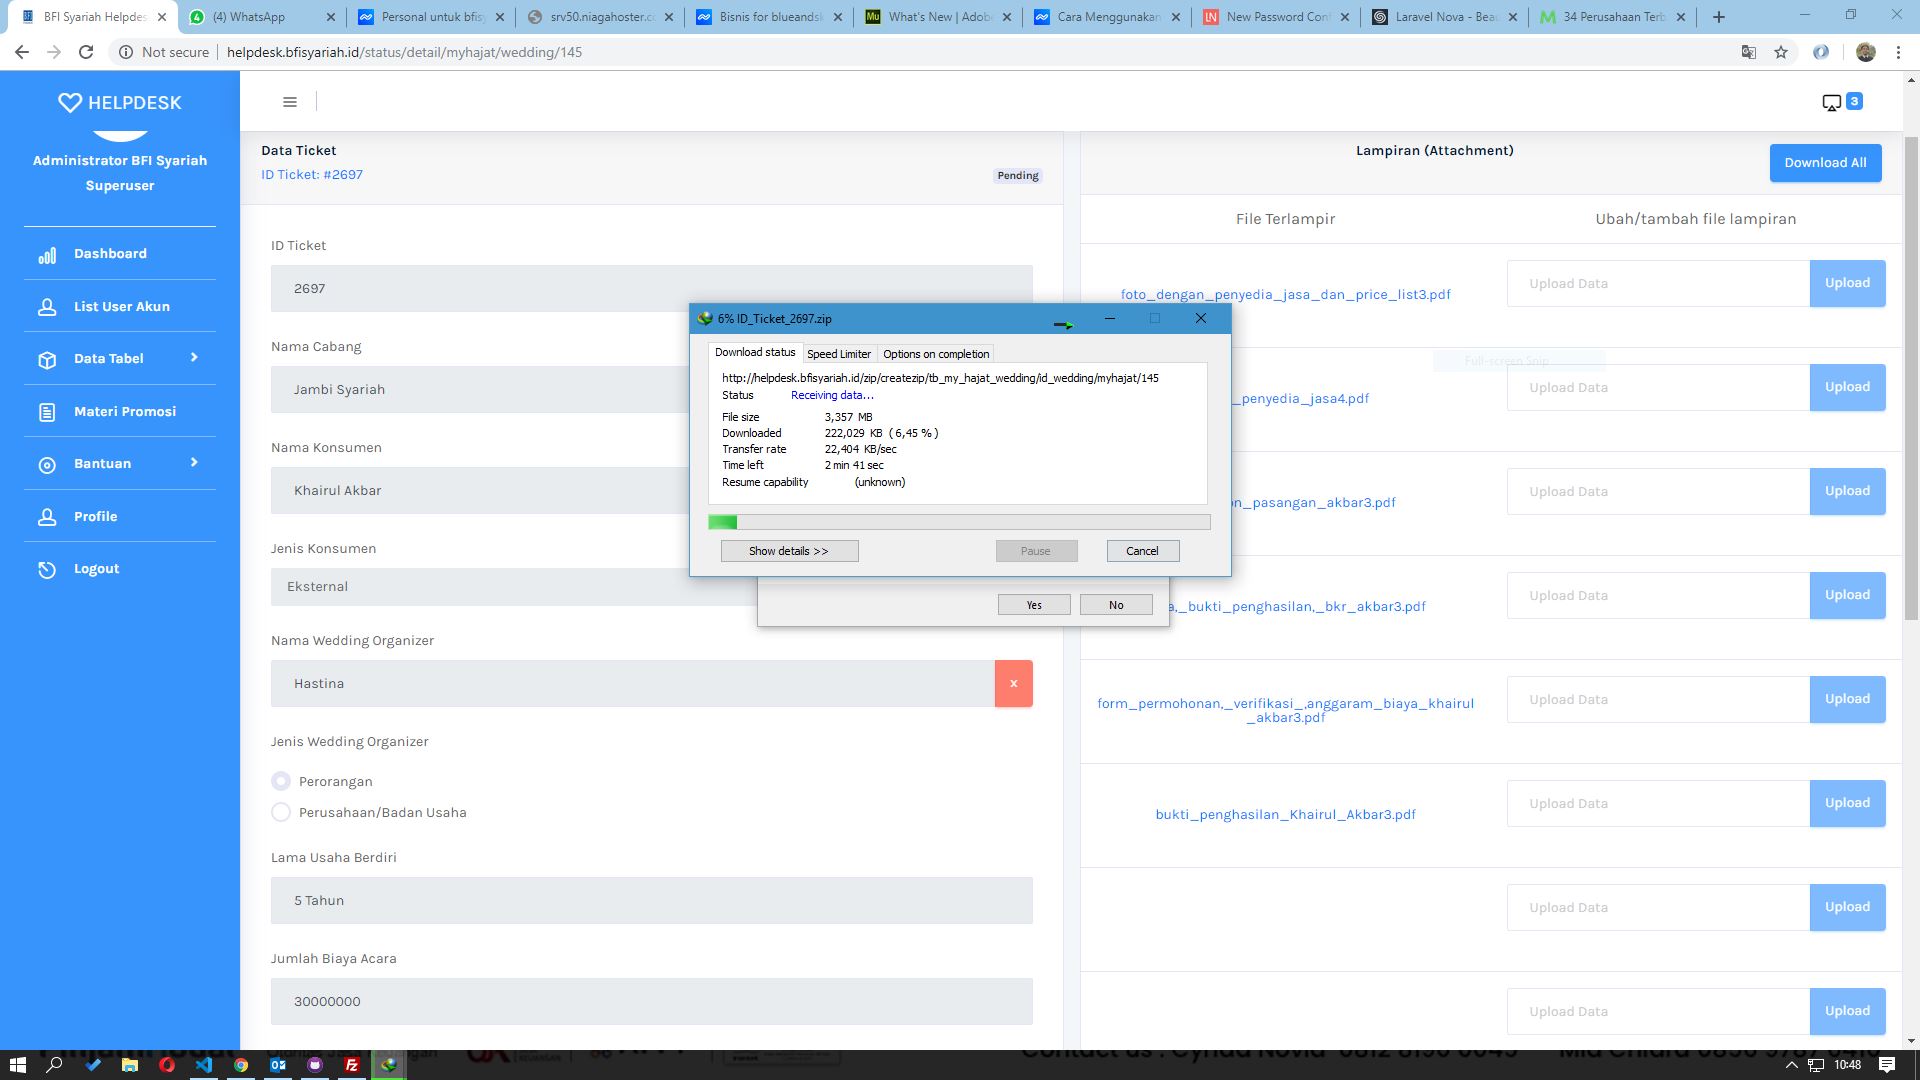 BFI Syariah Helpdes
(4) WhatsApp
Personal untuk bfisy
srv50.niagahoster.co
Bisnis for blueandsk
What's New | Adob
Cara Menggunakan
New Password Conf
Laravel Nova - Beau
34 Perusahaan Terb
Not secure
helpdesk.bfisyariah.id/status/detail/myhajat/wedding/145
HELPDESK
Administrator BFI Syariah
Superuser
Dashboard
List User Akun
Data Tabel
Materi Promosi
Bantuan
Profile
Logout
3
Data Ticket
ID Ticket: #2697
Pending
ID Ticket
2697
Nama Cabang
Jambi Syariah
Nama Konsumen
Khairul Akbar
Jenis Konsumen
Eksternal
Nama Wedding Organizer
Hastina
x
Jenis Wedding Organizer
Perorangan
Perusahaan/Badan Usaha
Lama Usaha Berdiri
5 Tahun
Jumlah Biaya Acara
30000000
6% ID_Ticket_2697.zip
Download status
Speed Limiter
Options on completion
http://helpdesk.bfisyariah.id/zip/createzip/tb_my_hajat_wedding/id_wedding/myhajat/145
Status Receiving data...
File size 3,357 MB
Downloaded 222,029 KB ( 6,45 % )
Transfer rate 22,404 KB/sec
Time left 2 min 41 sec
Resume capability (unknown)
Show details >>
Pause
Cancel
Yes
No
Lampiran (Attachment)
Download All
File Terlampir
Ubah/tambah file lampiran
foto_dengan_penyedia_jasa_dan_price_list3.pdf
Upload Data
Upload
Full-screen Snip
_penyedia_jasa4.pdf
Upload Data
Upload
n_pasangan_akbar3.pdf
Upload Data
Upload
a,_bukti_penghasilan,_bkr_akbar3.pdf
Upload Data
Upload
form_permohonan,_verifikasi_,anggaram_biaya_khairul
_akbar3.pdf
Upload Data
Upload
bukti_penghasilan_Khairul_Akbar3.pdf
Upload Data
Upload
Upload Data
Upload
Upload Data
Upload
10:48